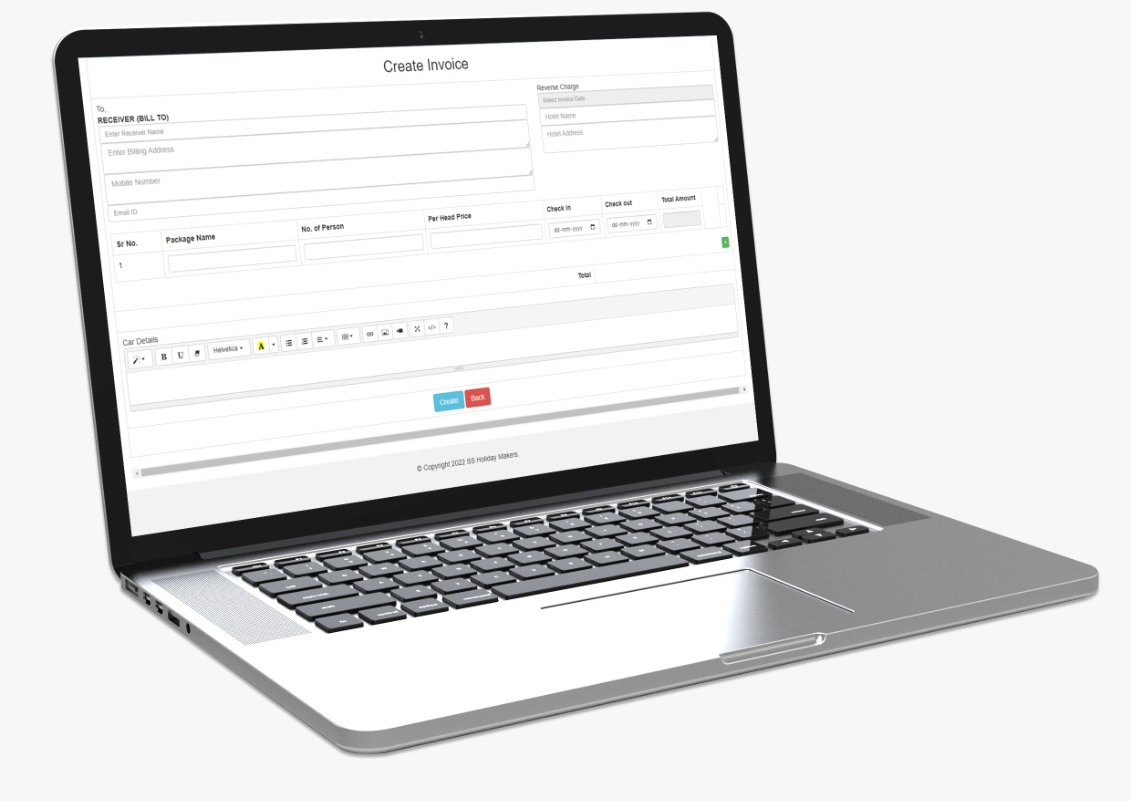 Create Invoice
To,
RECEIVER (BILL TO)
Enter Receiver Name
Enter Billing Address
Mobile Number
Email ID
Reverse Charge
Select Invoice Date
Hotel Name
Hotel Address
Sr No. Package Name No. of Person Per Head Price Check In Check out Total Amount
1 dd-mm-yyyy dd-mm-yyyy
+
Total
Car Details
B U Helvetica A </> ?
Create Back
© Copyright 2022 SS Holiday Makers.